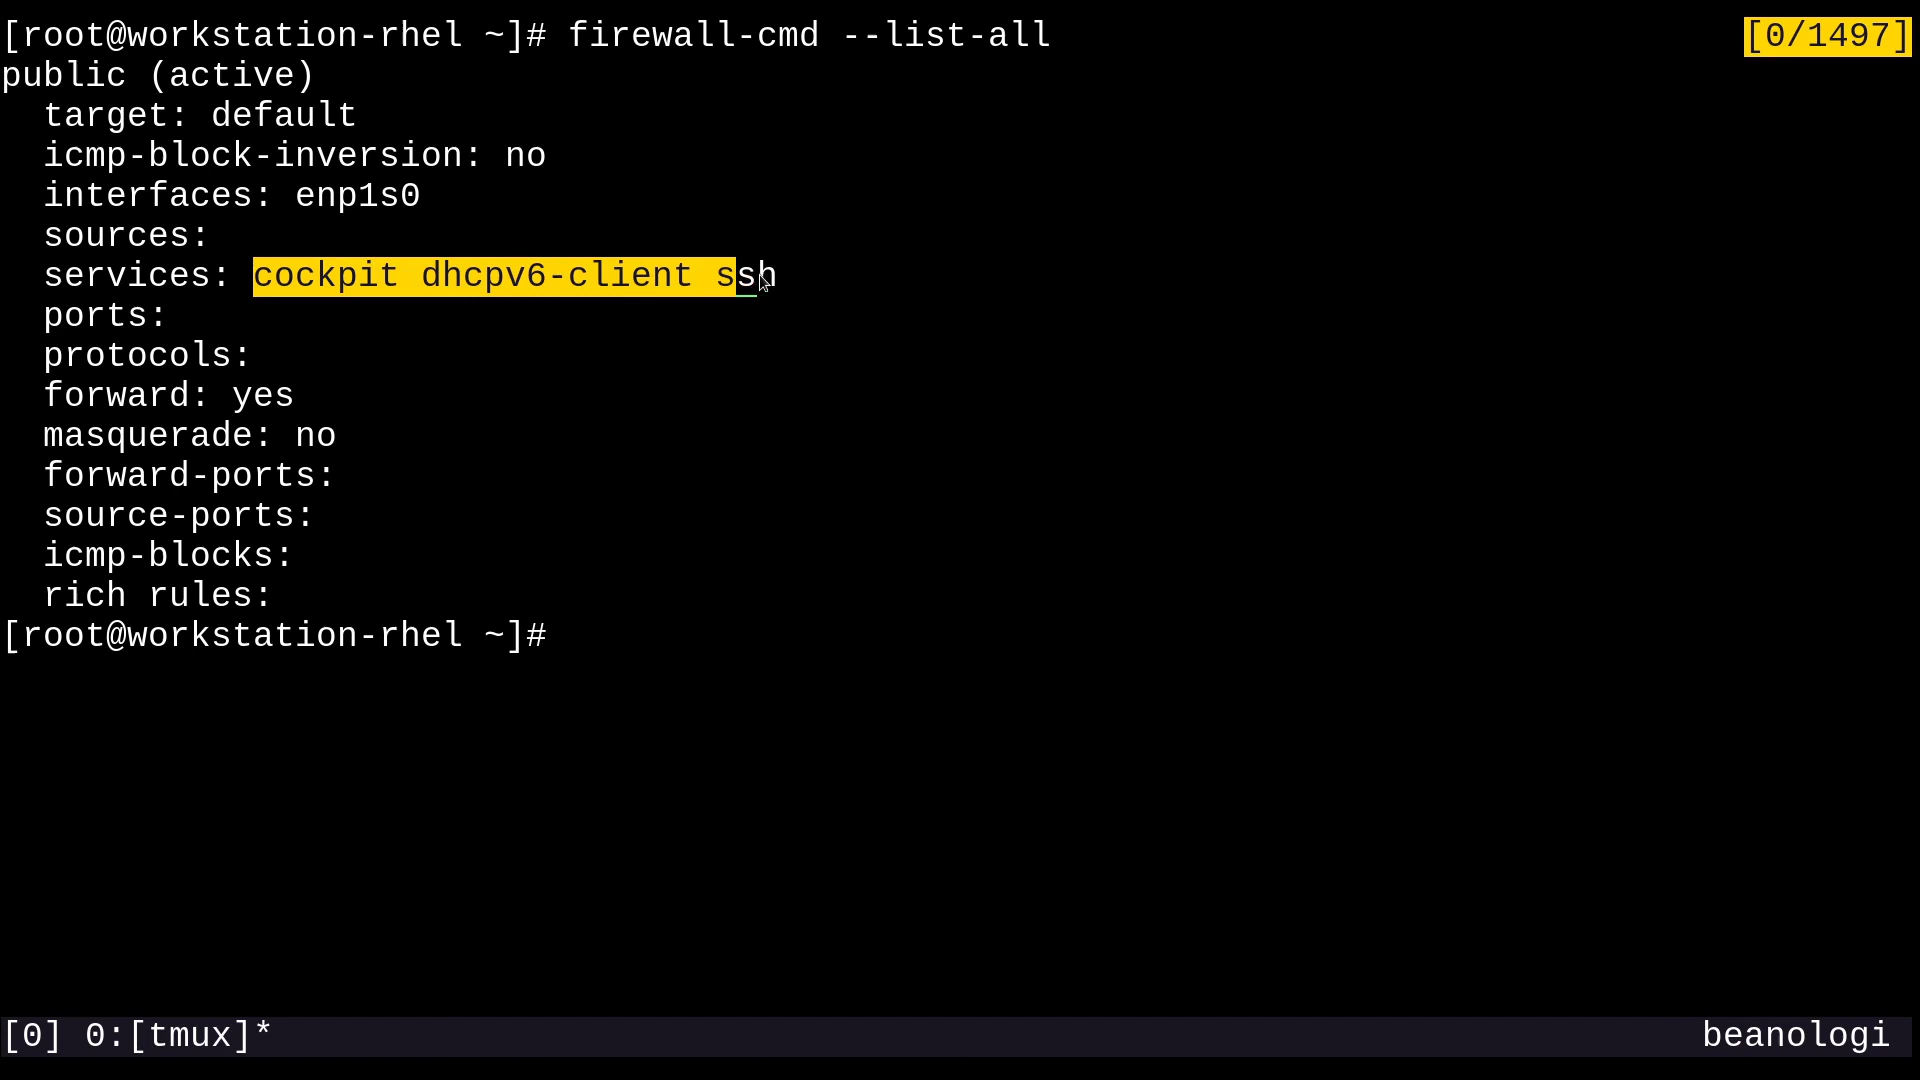 [root@workstation-rhel ~]# firewall-cmd --list-all [0/1497]
public (active)
  target: default
  icmp-block-inversion: no
  interfaces: enp1s0
  sources:
  services: cockpit dhcpv6-client ssh
  ports:
  protocols:
  forward: yes
  masquerade: no
  forward-ports:
  source-ports:
  icmp-blocks:
  rich rules:
[root@workstation-rhel ~]#
[0] 0:[tmux]* beanologi